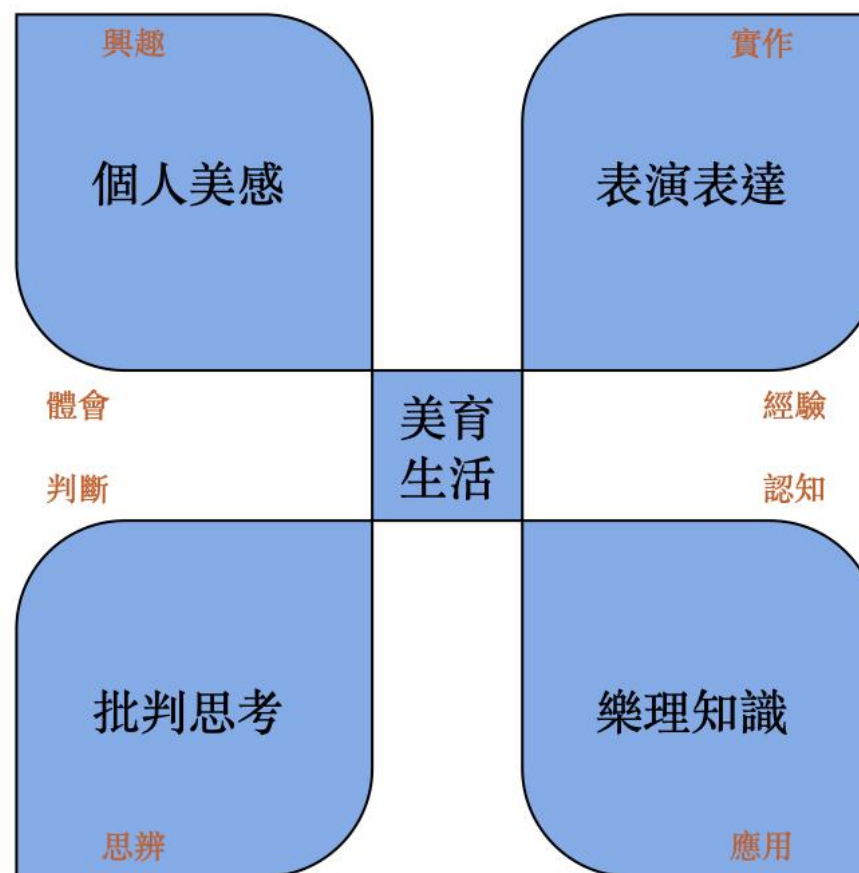 興趣
實作
個人美感
表演表達
體會
經驗
美育
生活
判斷
認知
批判思考
樂理知識
思辨
應用